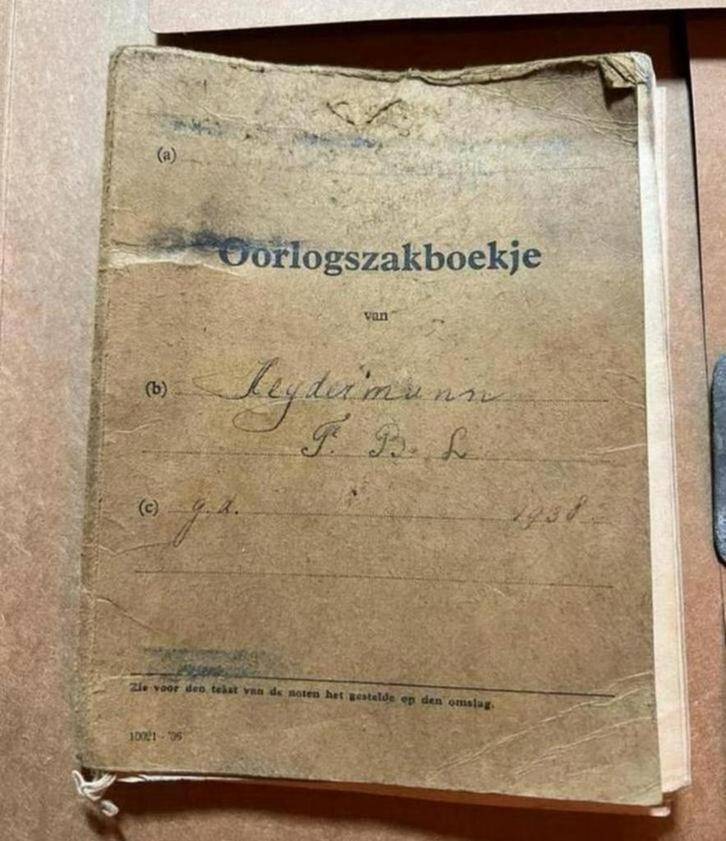 (a)
Oorlogszakboekje
van
(b) Heydermann
F. B. L
(c) g.d. 1938
Zie voor den tekst van de noten het gestelde op den omslag.
10021 - '36